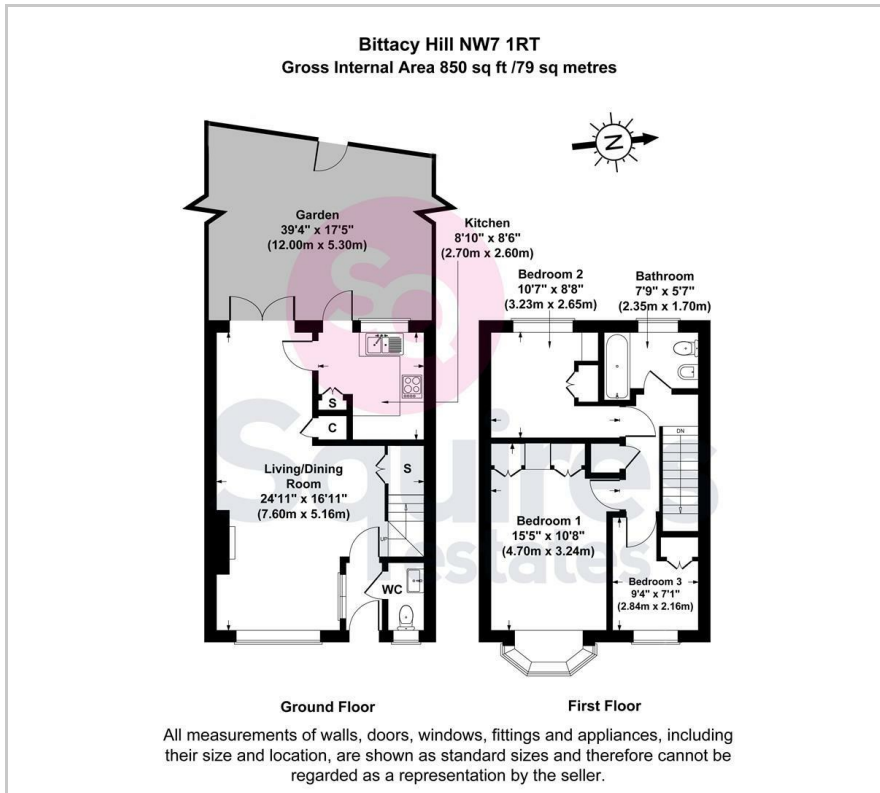 Bittacy Hill NW7 1RT
Gross Internal Area 850 sq ft /79 sq metres
N
Garden
39'4" x 17'5"
(12.00m x 5.30m)
Kitchen
8'10" x 8'6"
(2.70m x 2.60m)
Bedroom 2
10'7" x 8'8"
(3.23m x 2.65m)
Bathroom
7'9" x 5'7"
(2.35m x 1.70m)
SQ
Squires
estates
S
C
S
Living/Dining
Room
24'11" x 16'11"
(7.60m x 5.16m)
UP
WC
DN
Bedroom 1
15'5" x 10'8"
(4.70m x 3.24m)
Bedroom 3
9'4" x 7'1"
(2.84m x 2.16m)
Ground Floor
First Floor
All measurements of walls, doors, windows, fittings and appliances, including
their size and location, are shown as standard sizes and therefore cannot be
regarded as a representation by the seller.